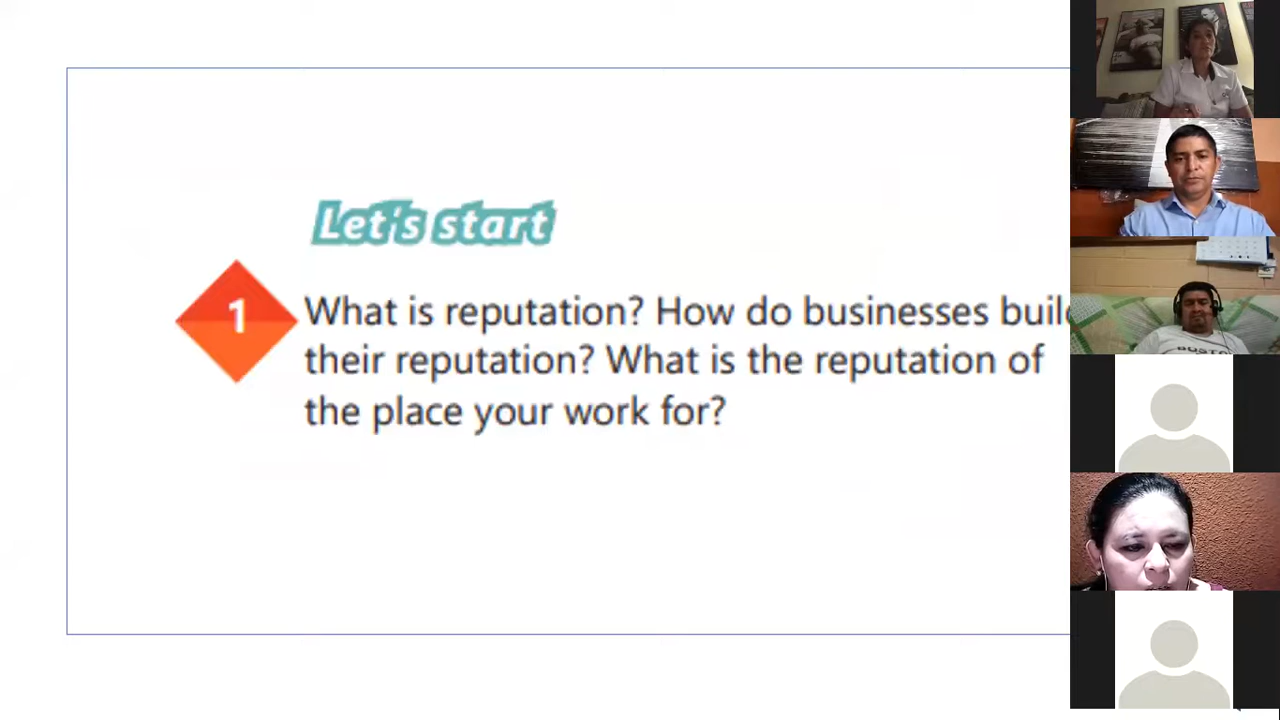 Let's start
1
What is reputation? How do businesses build
their reputation? What is the reputation of
the place your work for?